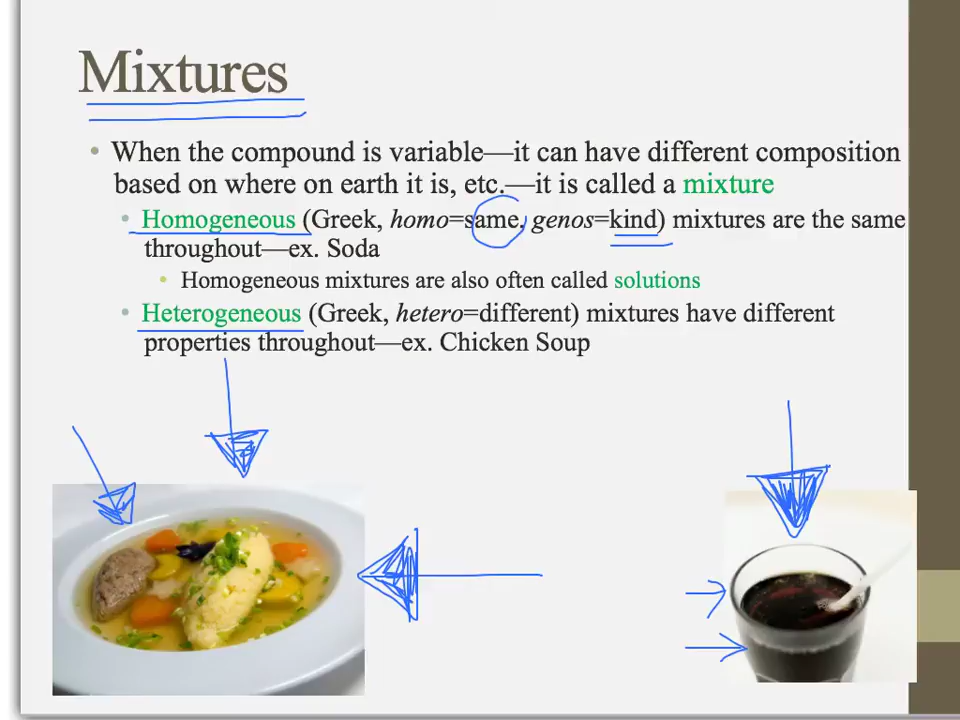 Mixtures
• When the compound is variable—it can have different composition
based on where on earth it is, etc.—it is called a mixture
• Homogeneous (Greek, homo=same, genos=kind) mixtures are the same
throughout—ex. Soda
• Homogeneous mixtures are also often called solutions
• Heterogeneous (Greek, hetero=different) mixtures have different
properties throughout—ex. Chicken Soup